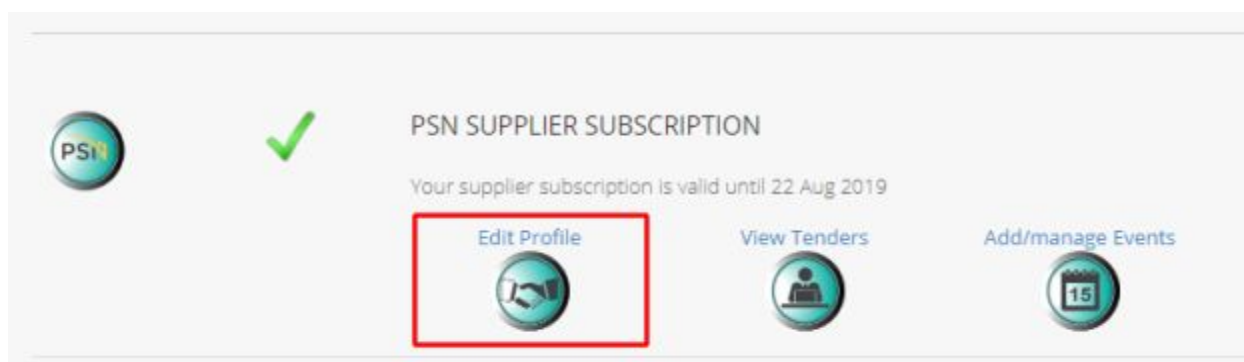 PSN SUPPLIER SUBSCRIPTION
PSN
Your supplier subscription is valid until 22 Aug 2019
Edit Profile
View Tenders
Add/manage Events
15